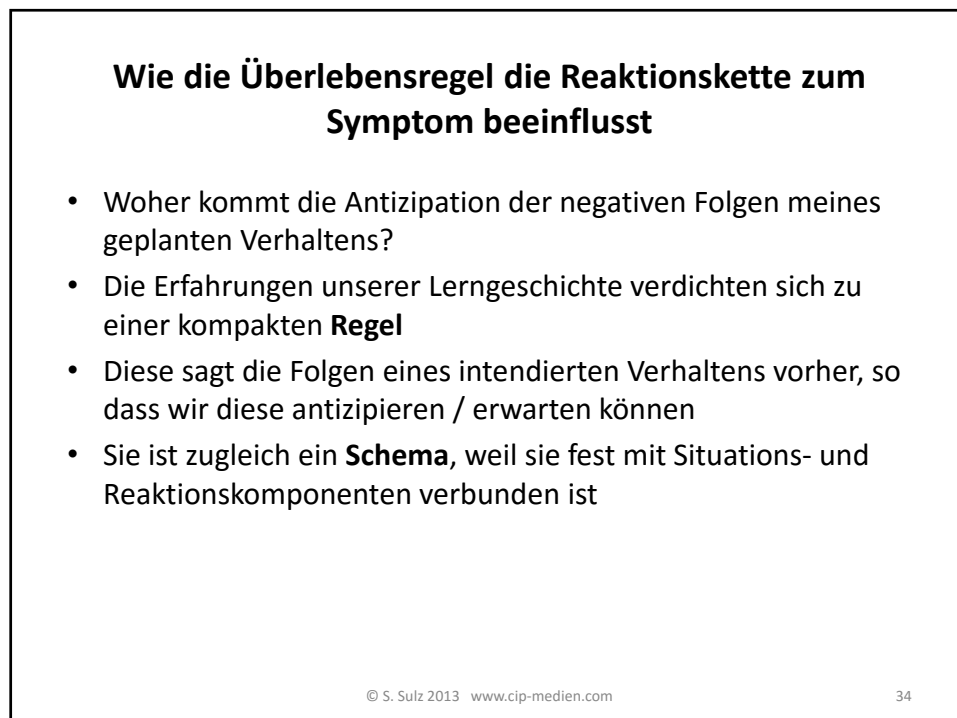 Wie die Überlebensregel die Reaktionskette zum
Symptom beeinflusst
• Woher kommt die Antizipation der negativen Folgen meines
geplanten Verhaltens?
• Die Erfahrungen unserer Lerngeschichte verdichten sich zu
einer kompakten Regel
• Diese sagt die Folgen eines intendierten Verhaltens vorher, so
dass wir diese antizipieren / erwarten können
• Sie ist zugleich ein Schema, weil sie fest mit Situations- und
Reaktionskomponenten verbunden ist
© S. Sulz 2013 www.cip-medien.com 34